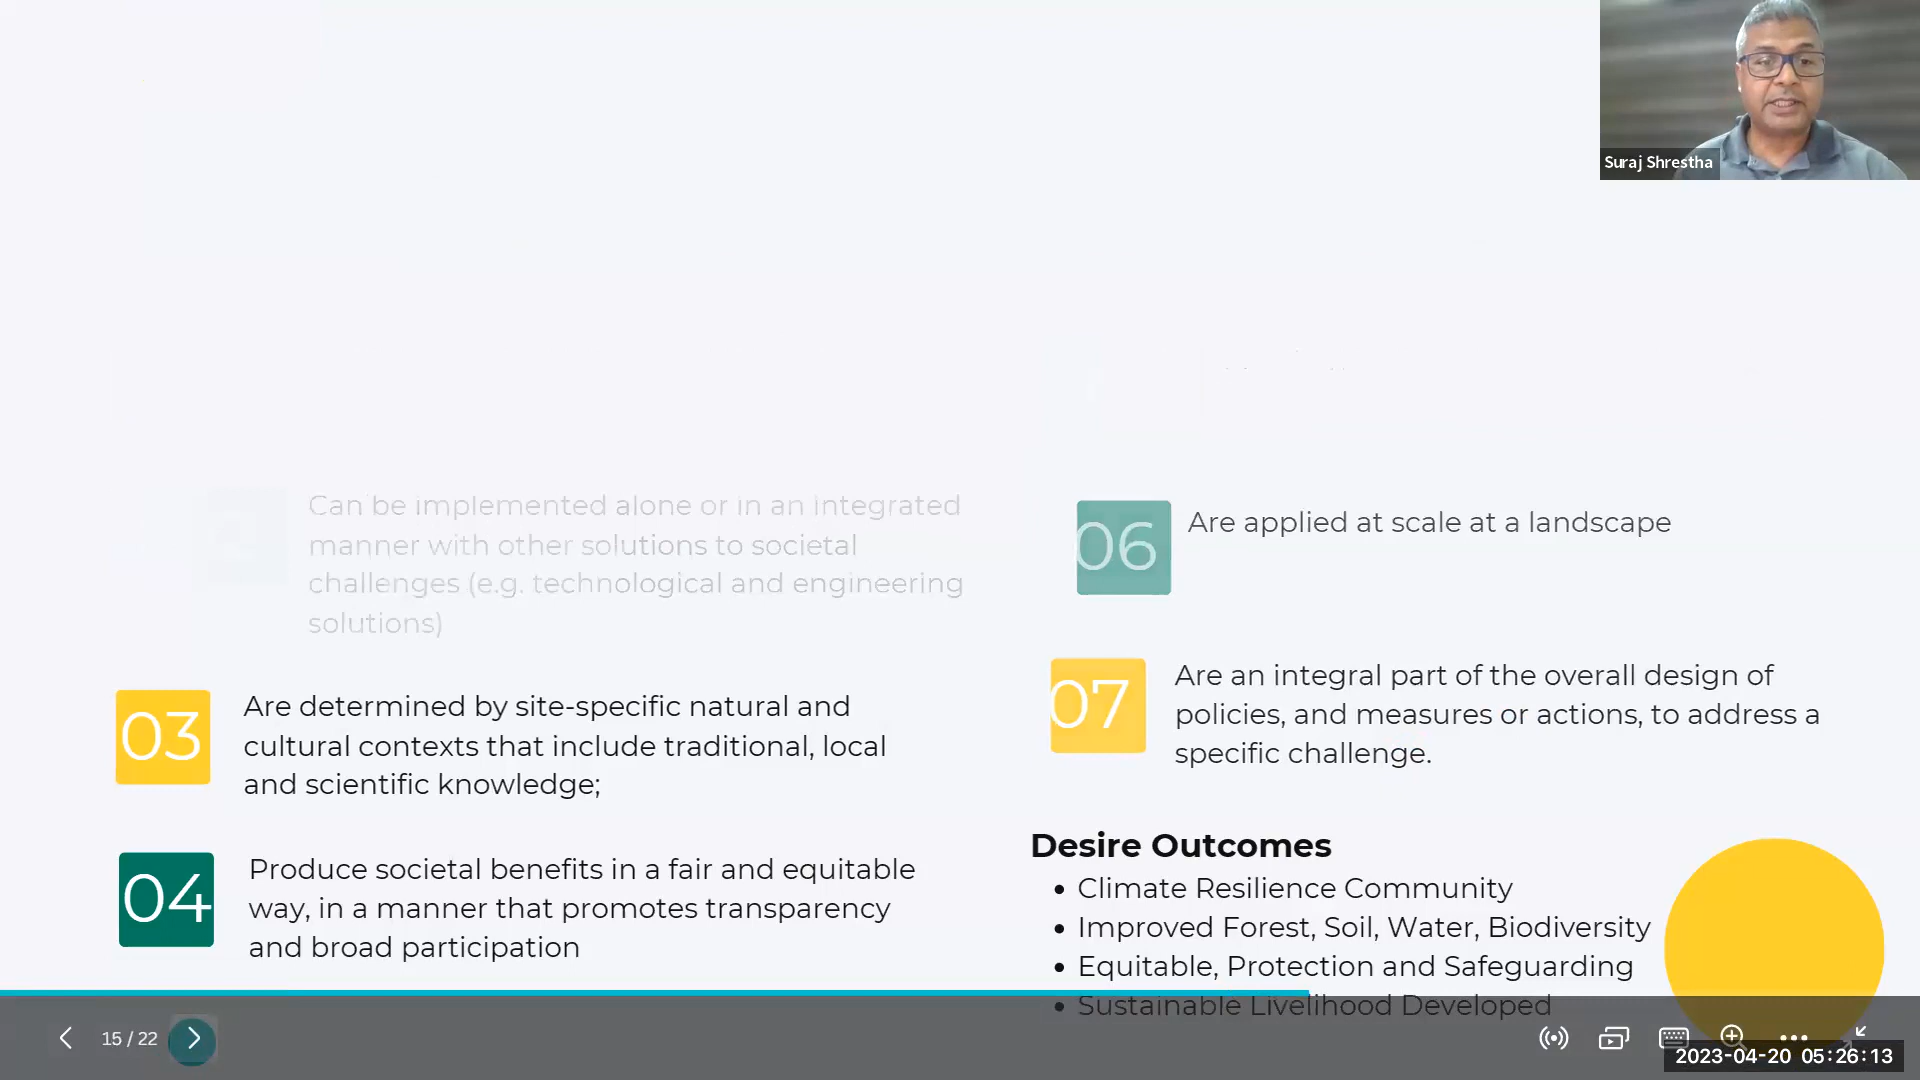 Suraj Shrestha
Can be implemented alone or in an integrated
manner with other solutions to societal
challenges (e.g. technological and engineering
solutions)
03
Are determined by site-specific natural and
cultural contexts that include traditional, local
and scientific knowledge;
04
Produce societal benefits in a fair and equitable
way, in a manner that promotes transparency
and broad participation
06
Are applied at scale at a landscape
07
Are an integral part of the overall design of
policies, and measures or actions, to address a
specific challenge.
Desire Outcomes
• Climate Resilience Community
• Improved Forest, Soil, Water, Biodiversity
• Equitable, Protection and Safeguarding
• Sustainable Livelihood Developed
15 / 22
2023-04-20 05:26:13